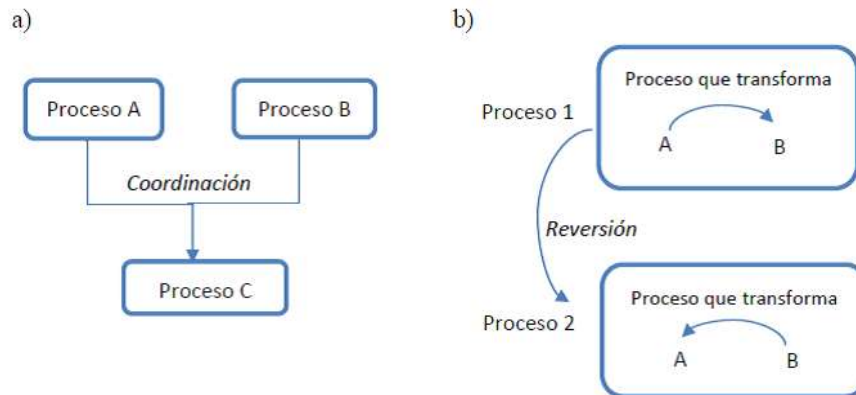 a)
Proceso A
Proceso B
Coordinación
Proceso C
b)
Proceso que transforma
Proceso 1
A
B
Reversión
Proceso que transforma
Proceso 2
A
B